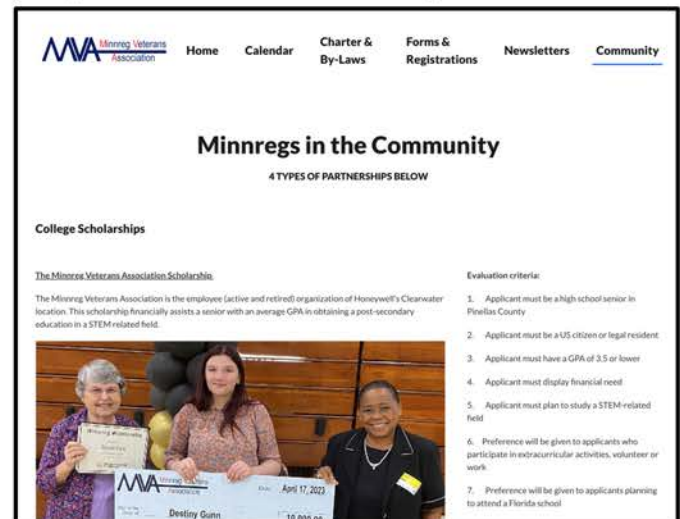 MVA Minnreg Veterans Association
Home
Calendar
Charter & By-Laws
Forms & Registrations
Newsletters
Community
Minnregs in the Community
4 TYPES OF PARTNERSHIPS BELOW
College Scholarships
The Minnreg Veterans Association Scholarship
The Minnreg Veterans Association is the employee (active and retired) organization of Honeywell's Clearwater
location. This scholarship financially assists a senior with an average GPA in obtaining a post-secondary
education in a STEM related field.
MVA Minnreg Veterans Association
Date: April 17, 2023
Destiny Gunn
10,000.00
Evaluation criteria:
1. Applicant must be a high school senior in
Pinellas County
2. Applicant must be a US citizen or legal resident
3. Applicant must have a GPA of 3.5 or lower
4. Applicant must display financial need
5. Applicant must plan to study a STEM-related
field
6. Preference will be given to applicants who
participate in extracurricular activities, volunteer or
work
7. Preference will be given to applicants planning
to attend a Florida school